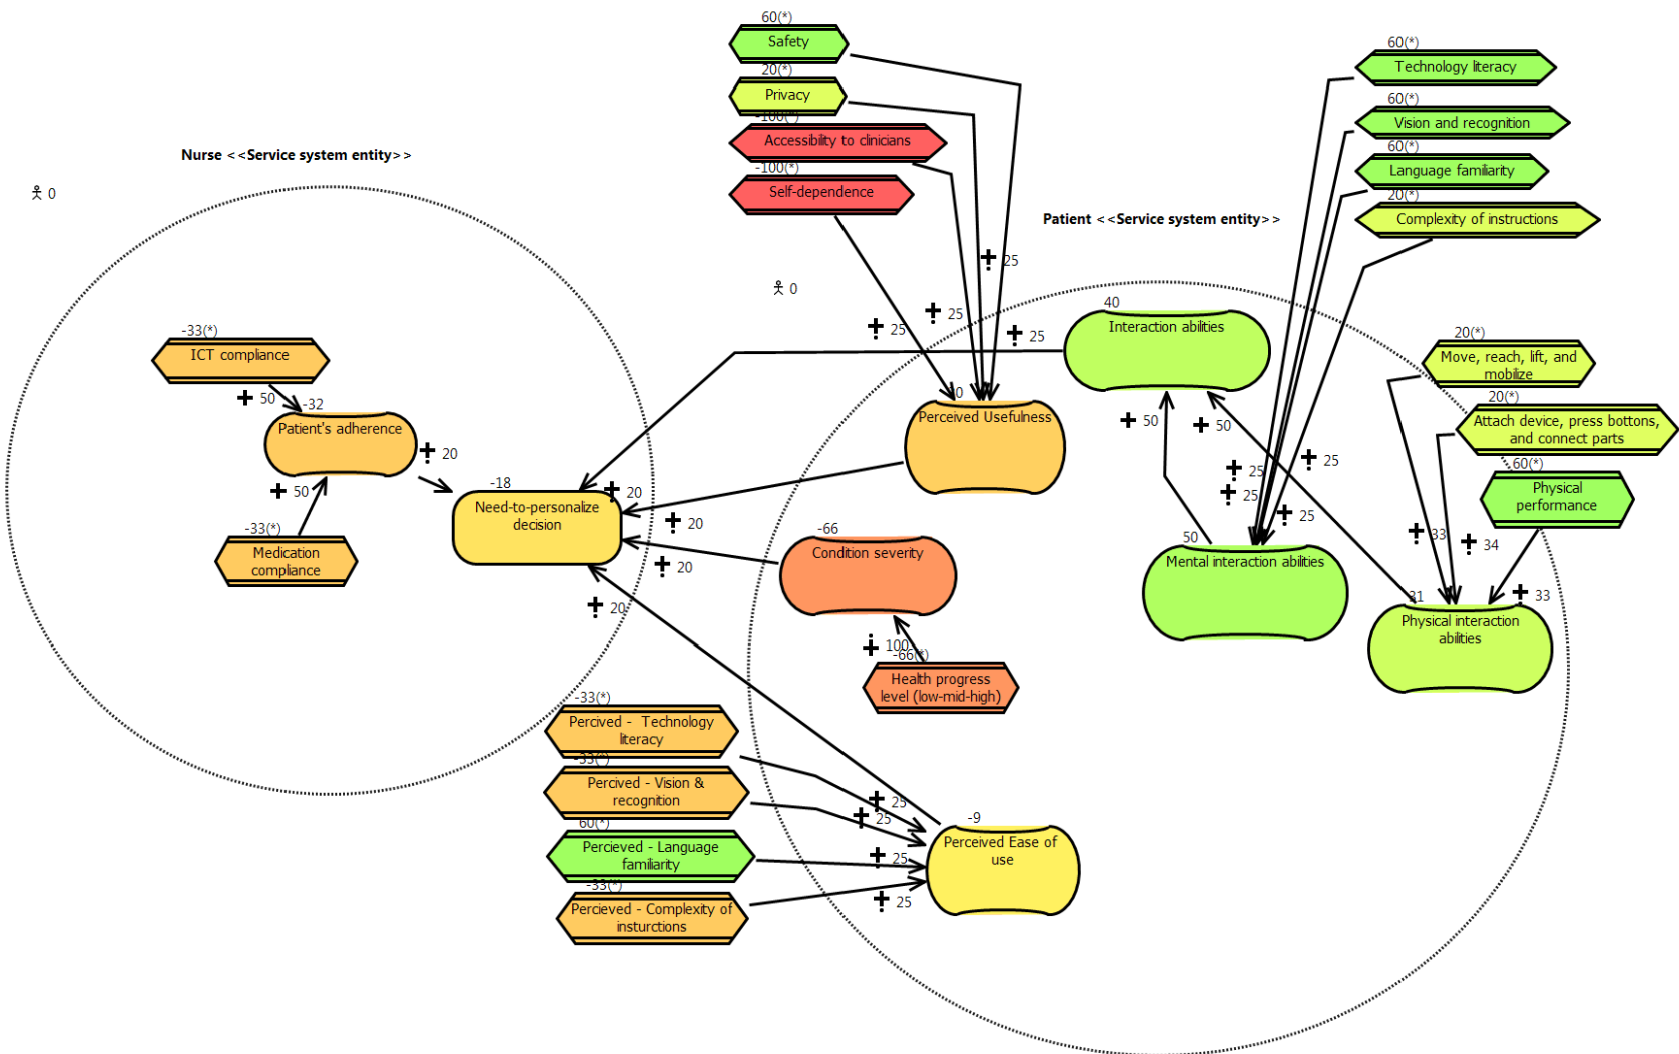 60(*)
Safety
20(*)
Privacy
-100(*)
Accessibility to clinicians
-100(*)
Self-dependence
60(*)
Technology literacy
60(*)
Vision and recognition
60(*)
Language familiarity
20(*)
Complexity of instructions
Nurse <<Service system entity>>
0
Patient <<Service system entity>>
0
25
25
25
25
40
Interaction abilities
-33(*)
ICT compliance
50
-32
Patient's adherence
20
50
-33(*)
Medication
compliance
-18
Need-to-personalize
decision
20
20
20
20
Perceived Usefulness
-66
Condition severity
100
-66(*)
Health progress
level (low-mid-high)
50
50
25
25
25
25
50
Mental interaction abilities
20(*)
Move, reach, lift, and
mobilize
20(*)
Attach device, press bottons,
and connect parts
60(*)
Physical
performance
33
34
33
31
Physical interaction
abilities
-33(*)
Percived - Technology
literacy
-33(*)
Percived - Vision &
recognition
60(*)
Percieved - Language
familiarity
-33(*)
Percieved - Complexity of
insturctions
25
25
25
25
-9
Perceived Ease of
use